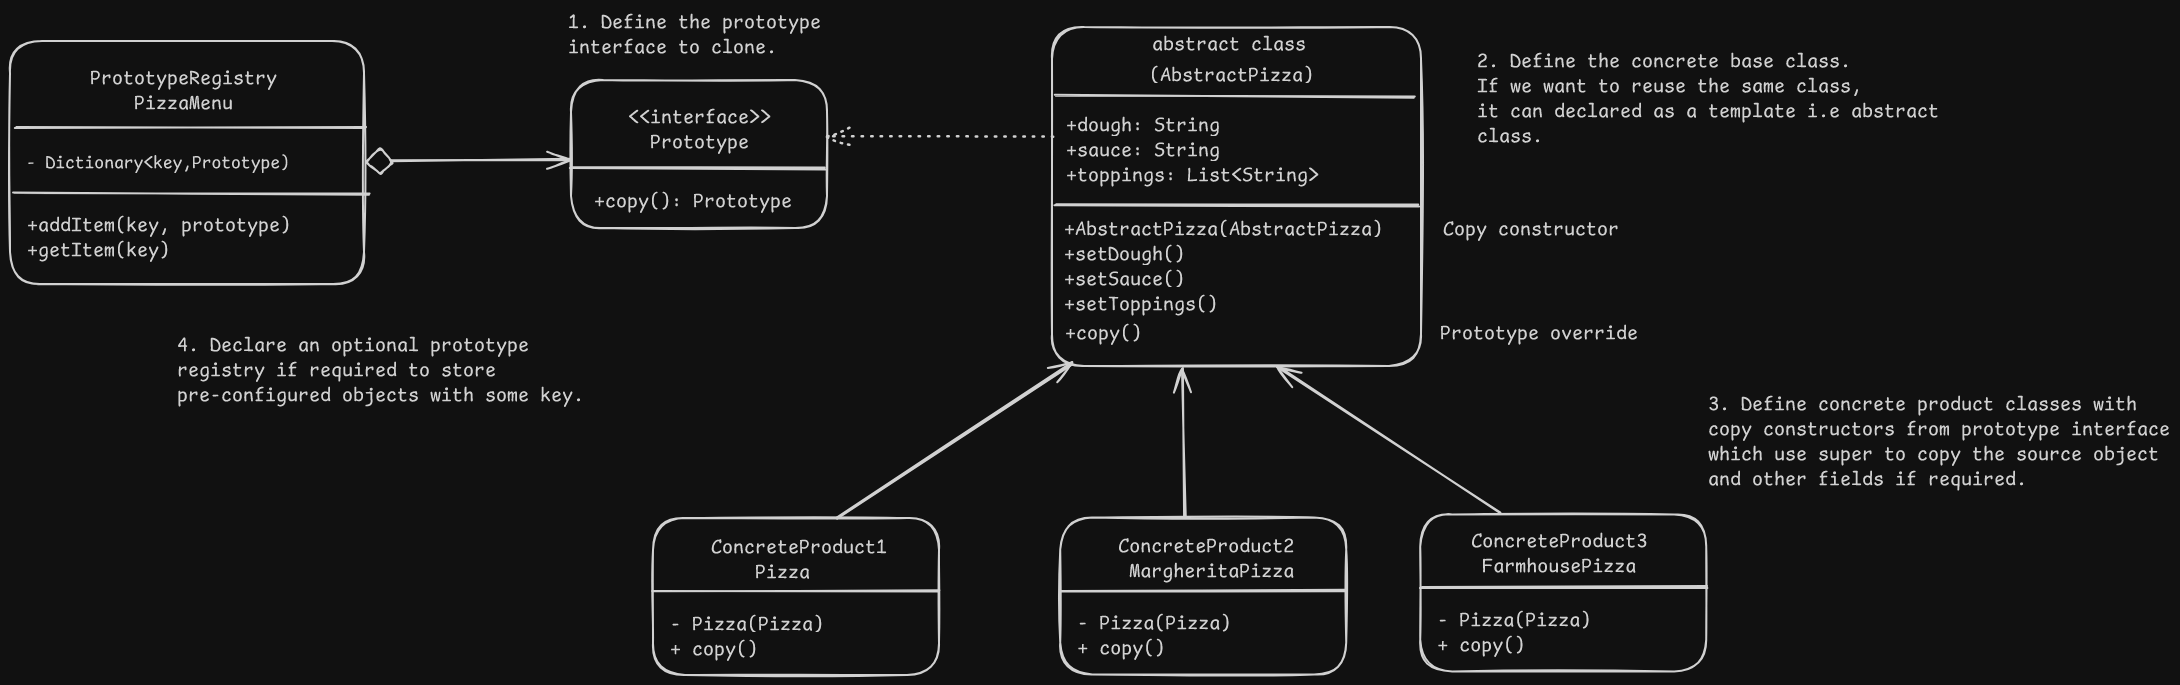 PrototypeRegistry
PizzaMenu
- Dictionary<key,Prototype)
+addItem(key, prototype)
+getItem(key)
1. Define the prototype
interface to clone.
<<interface>>
Prototype
+copy(): Prototype
abstract class
(AbstractPizza)
+dough: String
+sauce: String
+toppings: List<String>
+AbstractPizza(AbstractPizza)
+setDough()
+setSauce()
+setToppings()
+copy()
2. Define the concrete base class.
If we want to reuse the same class,
it can declared as a template i.e abstract
class.
Copy constructor
Prototype override
4. Declare an optional prototype
registry if required to store
pre-configured objects with some key.
3. Define concrete product classes with
copy constructors from prototype interface
which use super to copy the source object
and other fields if required.
ConcreteProduct1
Pizza
- Pizza(Pizza)
+ copy()
ConcreteProduct2
MargheritaPizza
- Pizza(Pizza)
+ copy()
ConcreteProduct3
FarmhousePizza
- Pizza(Pizza)
+ copy()